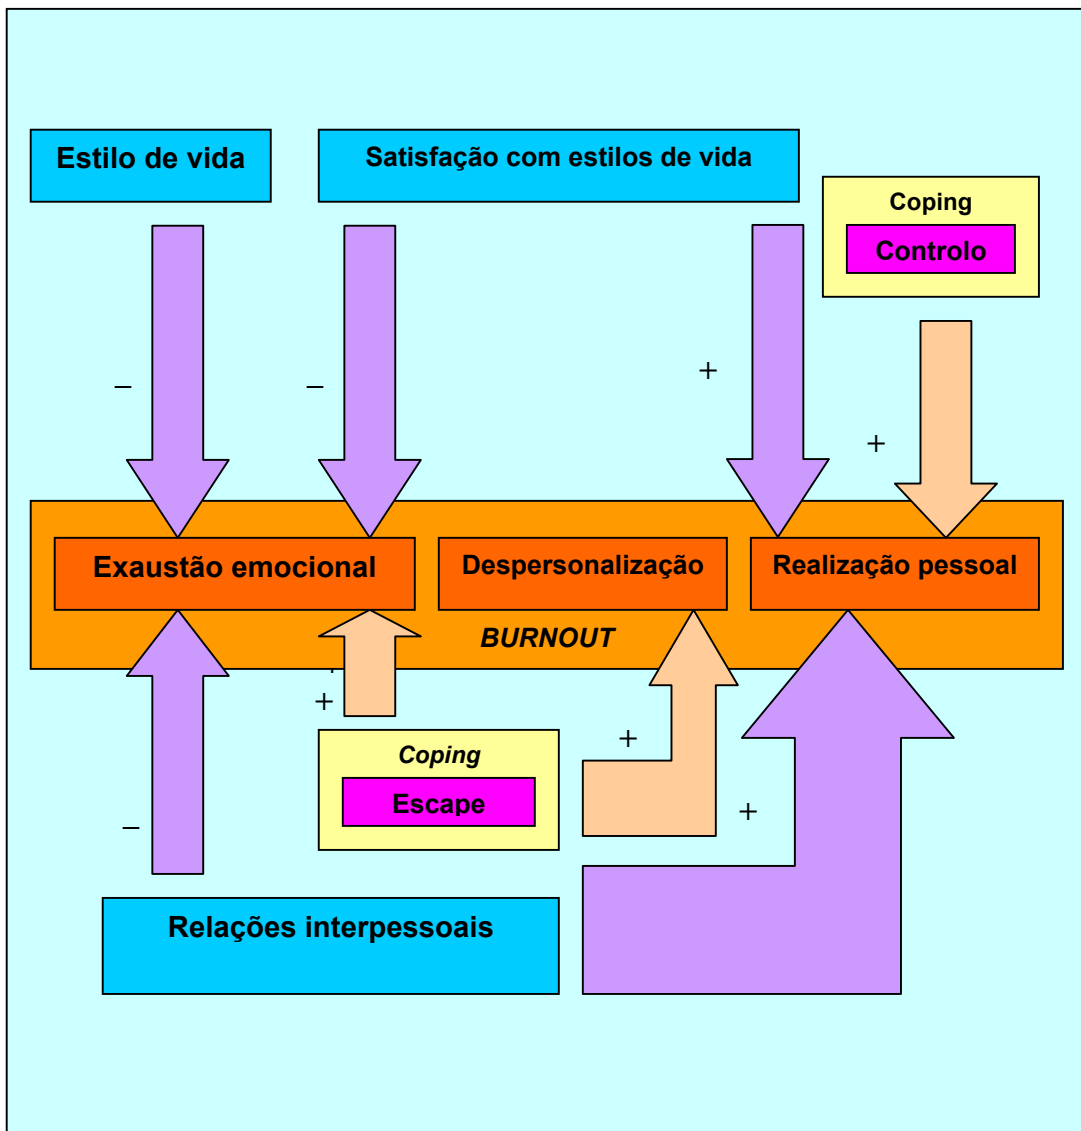 Estilo de vida
Satisfação com estilos de vida
Coping
Controlo
–
–
+
+
Exaustão emocional
Despersonalização
Realização pessoal
BURNOUT
+
+
Coping
Escape
+
–
Relações interpessoais